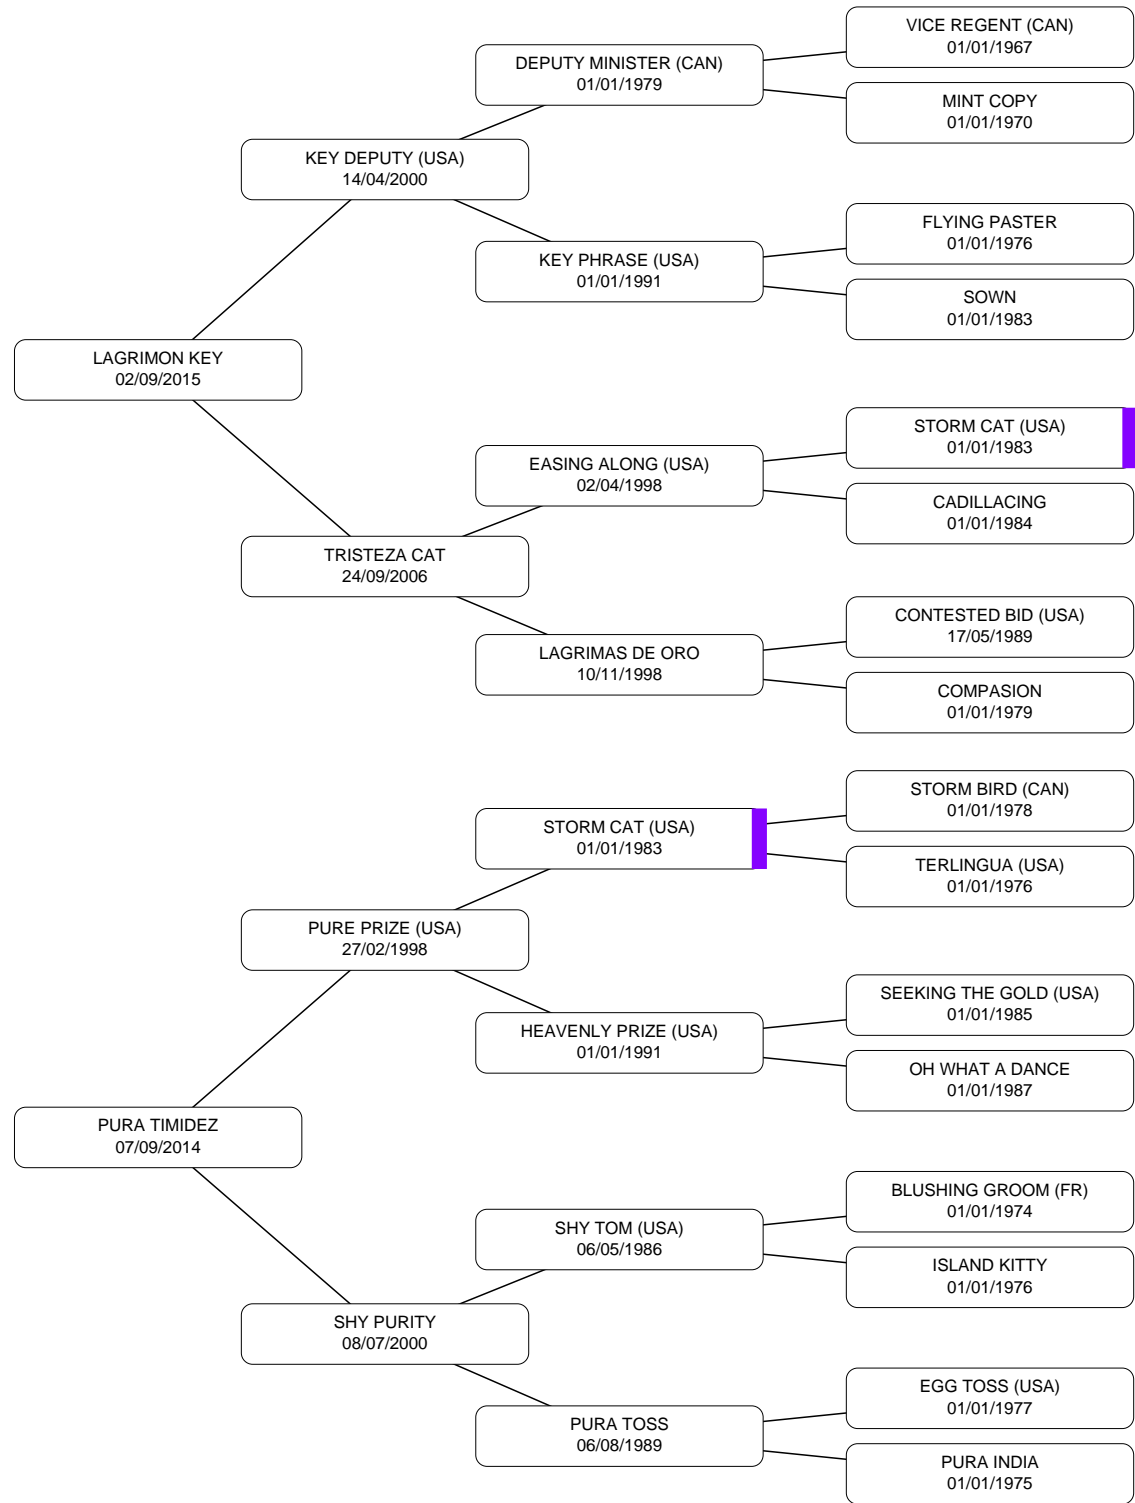 VICE REGENT (CAN)
01/01/1967
DEPUTY MINISTER (CAN)
01/01/1979
MINT COPY
01/01/1970
KEY DEPUTY (USA)
14/04/2000
FLYING PASTER
01/01/1976
KEY PHRASE (USA)
01/01/1991
SOWN
01/01/1983
LAGRIMON KEY
02/09/2015
STORM CAT (USA)
01/01/1983
EASING ALONG (USA)
02/04/1998
CADILLACING
01/01/1984
TRISTEZA CAT
24/09/2006
CONTESTED BID (USA)
17/05/1989
LAGRIMAS DE ORO
10/11/1998
COMPASION
01/01/1979
STORM BIRD (CAN)
01/01/1978
STORM CAT (USA)
01/01/1983
TERLINGUA (USA)
01/01/1976
PURE PRIZE (USA)
27/02/1998
SEEKING THE GOLD (USA)
01/01/1985
HEAVENLY PRIZE (USA)
01/01/1991
OH WHAT A DANCE
01/01/1987
PURA TIMIDEZ
07/09/2014
BLUSHING GROOM (FR)
01/01/1974
SHY TOM (USA)
06/05/1986
ISLAND KITTY
01/01/1976
SHY PURITY
08/07/2000
EGG TOSS (USA)
01/01/1977
PURA TOSS
06/08/1989
PURA INDIA
01/01/1975